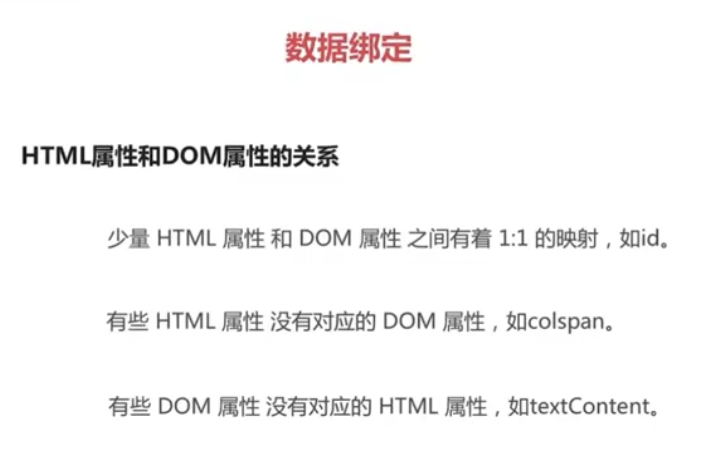 数据绑定
HTML属性和DOM属性的关系
少量 HTML 属性 和 DOM 属性 之间有着 1:1 的映射，如id。
有些 HTML 属性 没有对应的 DOM 属性，如colspan。
有些 DOM 属性 没有对应的 HTML 属性，如textContent。